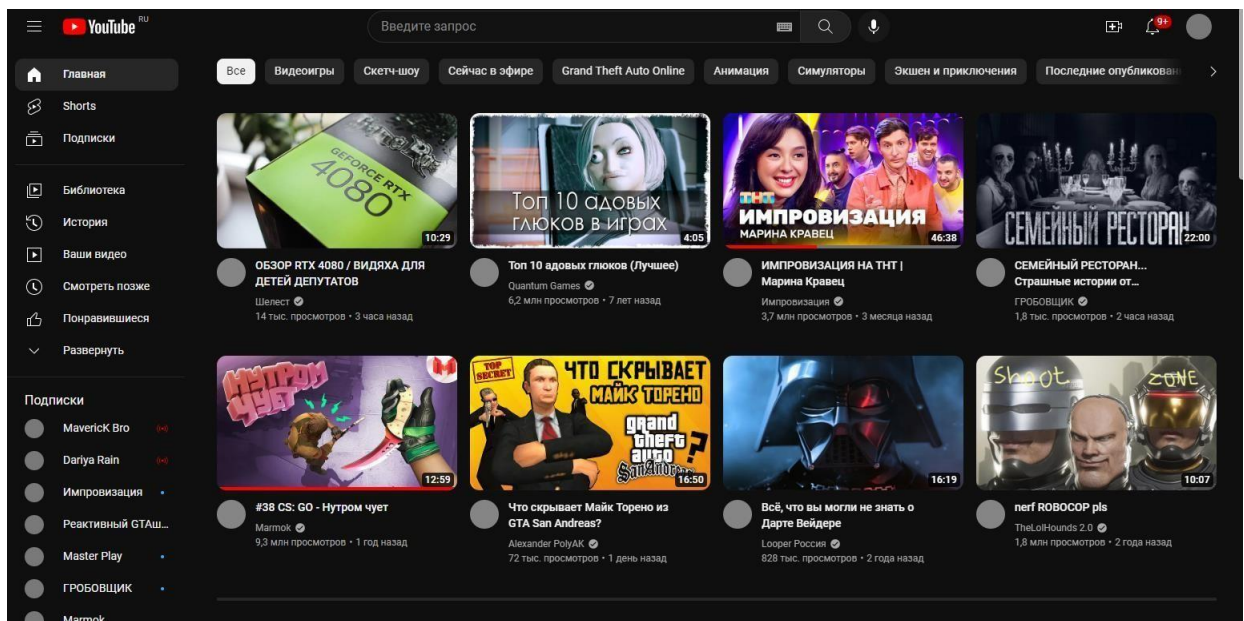 YouTube RU
Введите запрос
9+
Главная
Shorts
Подписки
Библиотека
История
Ваши видео
Смотреть позже
Понравившиеся
Развернуть
Подписки
MavericK Bro
Dariya Rain
Импровизация
Реактивный GTAш...
Master Play
ГРОБОВЩИК
Marmok
Все
Видеоигры
Скетч-шоу
Сейчас в эфире
Grand Theft Auto Online
Анимация
Симуляторы
Экшен и приключения
Последние опубликован
GEFORCE RTX
4080
10:29
ОБЗОР RTX 4080 / ВИДЯХА ДЛЯ
ДЕТЕЙ ДЕПУТАТОВ
Шелест
14 тыс. просмотров • 3 часа назад
Топ 10 адовых
глюков в играх
4:05
Топ 10 адовых глюков (Лучшее)
Quantum Games
6,2 млн просмотров • 7 лет назад
ТНТ
ИМПРОВИЗАЦИЯ
МАРИНА КРАВЕЦ
46:38
ИМПРОВИЗАЦИЯ НА ТНТ |
Марина Кравец
Импровизация
3,7 млн просмотров • 3 месяца назад
СЕМЕЙНЫЙ РЕСТОРАН
22:00
СЕМЕЙНЫЙ РЕСТОРАН...
Страшные истории от...
ГРОБОВЩИК
1,8 тыс. просмотров • 2 часа назад
НУТРОМ
ЧУЕТ
12:59
#38 CS: GO - Нутром чует
Marmok
9,3 млн просмотров • 1 год назад
TOP
SECRET
ЧТО СКРЫВАЕТ
МАЙК ТОРЕНО
grand
theft
auto
SanAndreas
?
16:50
Что скрывает Майк Торено из
GTA San Andreas?
Alexander PolyAK
72 тыс. просмотров • 1 день назад
16:19
Всё, что вы могли не знать о
Дарте Вейдере
Looper Россия
828 тыс. просмотров • 2 года назад
Shoot
ZONE
10:07
nerf ROBOCOP pls
TheLolHounds 2.0
1,8 млн просмотров • 2 года назад